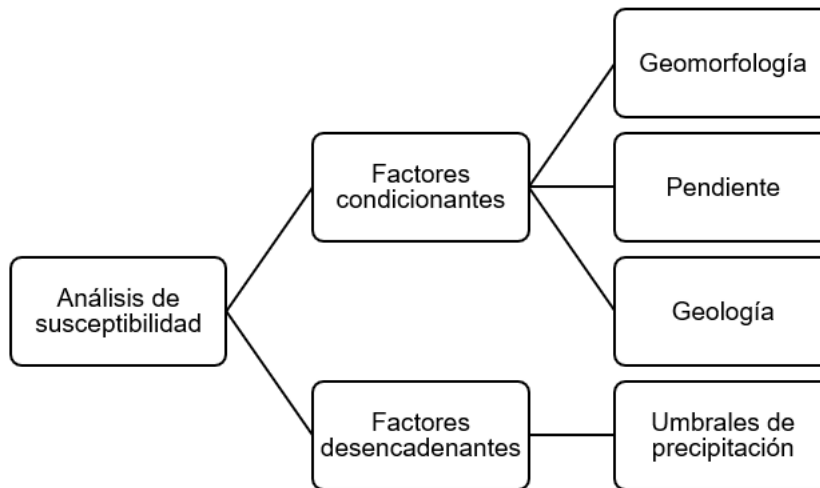 Análisis de
susceptibilidad
Factores
condicionantes
Geomorfología
Pendiente
Geología
Factores
desencadenantes
Umbrales de
precipitación